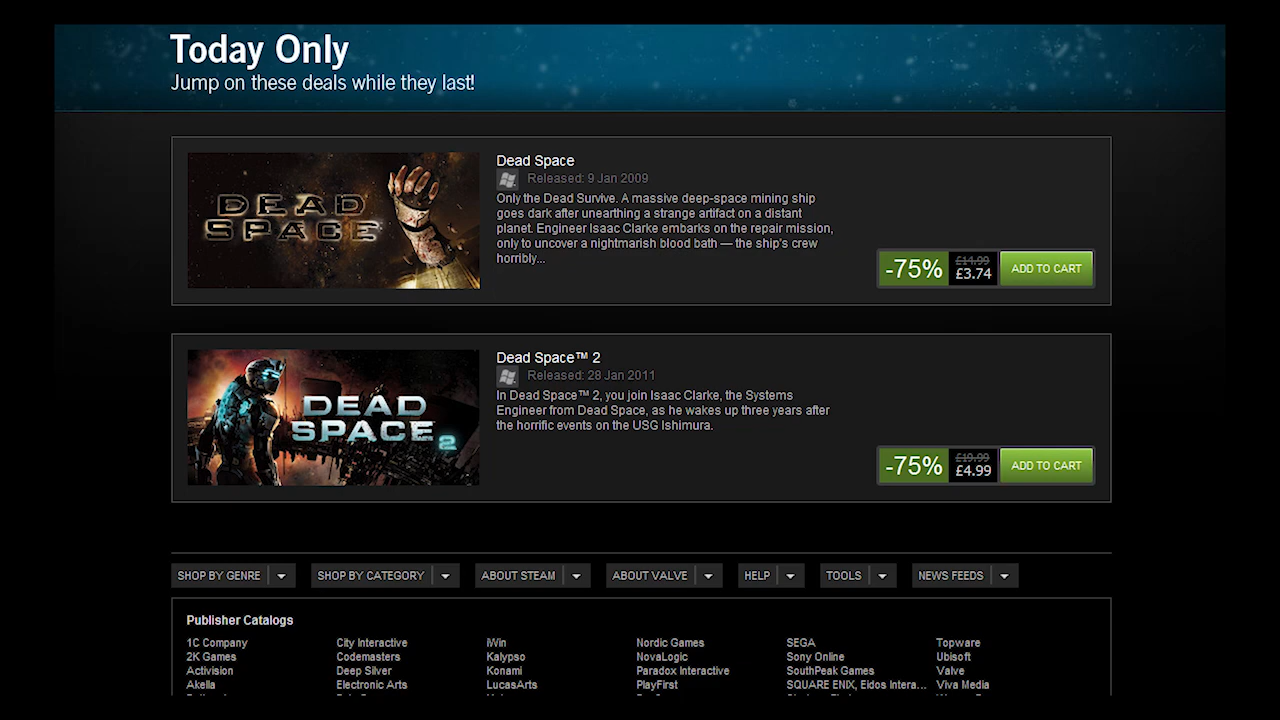 Today Only
Jump on these deals while they last!
DEAD
SPACE
Dead Space
Released: 9 Jan 2009
Only the Dead Survive. A massive deep-space mining ship
goes dark after unearthing a strange artifact on a distant
planet. Engineer Isaac Clarke embarks on the repair mission,
only to uncover a nightmarish blood bath — the ship's crew
horribly...
-75%
£14.99
£3.74
ADD TO CART
DEAD
SPACE 2
Dead Space™ 2
Released: 28 Jan 2011
In Dead Space™ 2, you join Isaac Clarke, the Systems
Engineer from Dead Space, as he wakes up three years after
the horrific events on the USG Ishimura.
-75%
£19.99
£4.99
ADD TO CART
SHOP BY GENRE SHOP BY CATEGORY ABOUT STEAM ABOUT VALVE HELP TOOLS NEWS FEEDS
Publisher Catalogs
1C Company City Interactive iWin Nordic Games SEGA Topware
2K Games Codemasters Kalypso NovaLogic Sony Online Ubisoft
Activision Deep Silver Konami Paradox Interactive SouthPeak Games Valve
Akella Electronic Arts LucasArts PlayFirst SQUARE ENIX, Eidos Intera... Viva Media